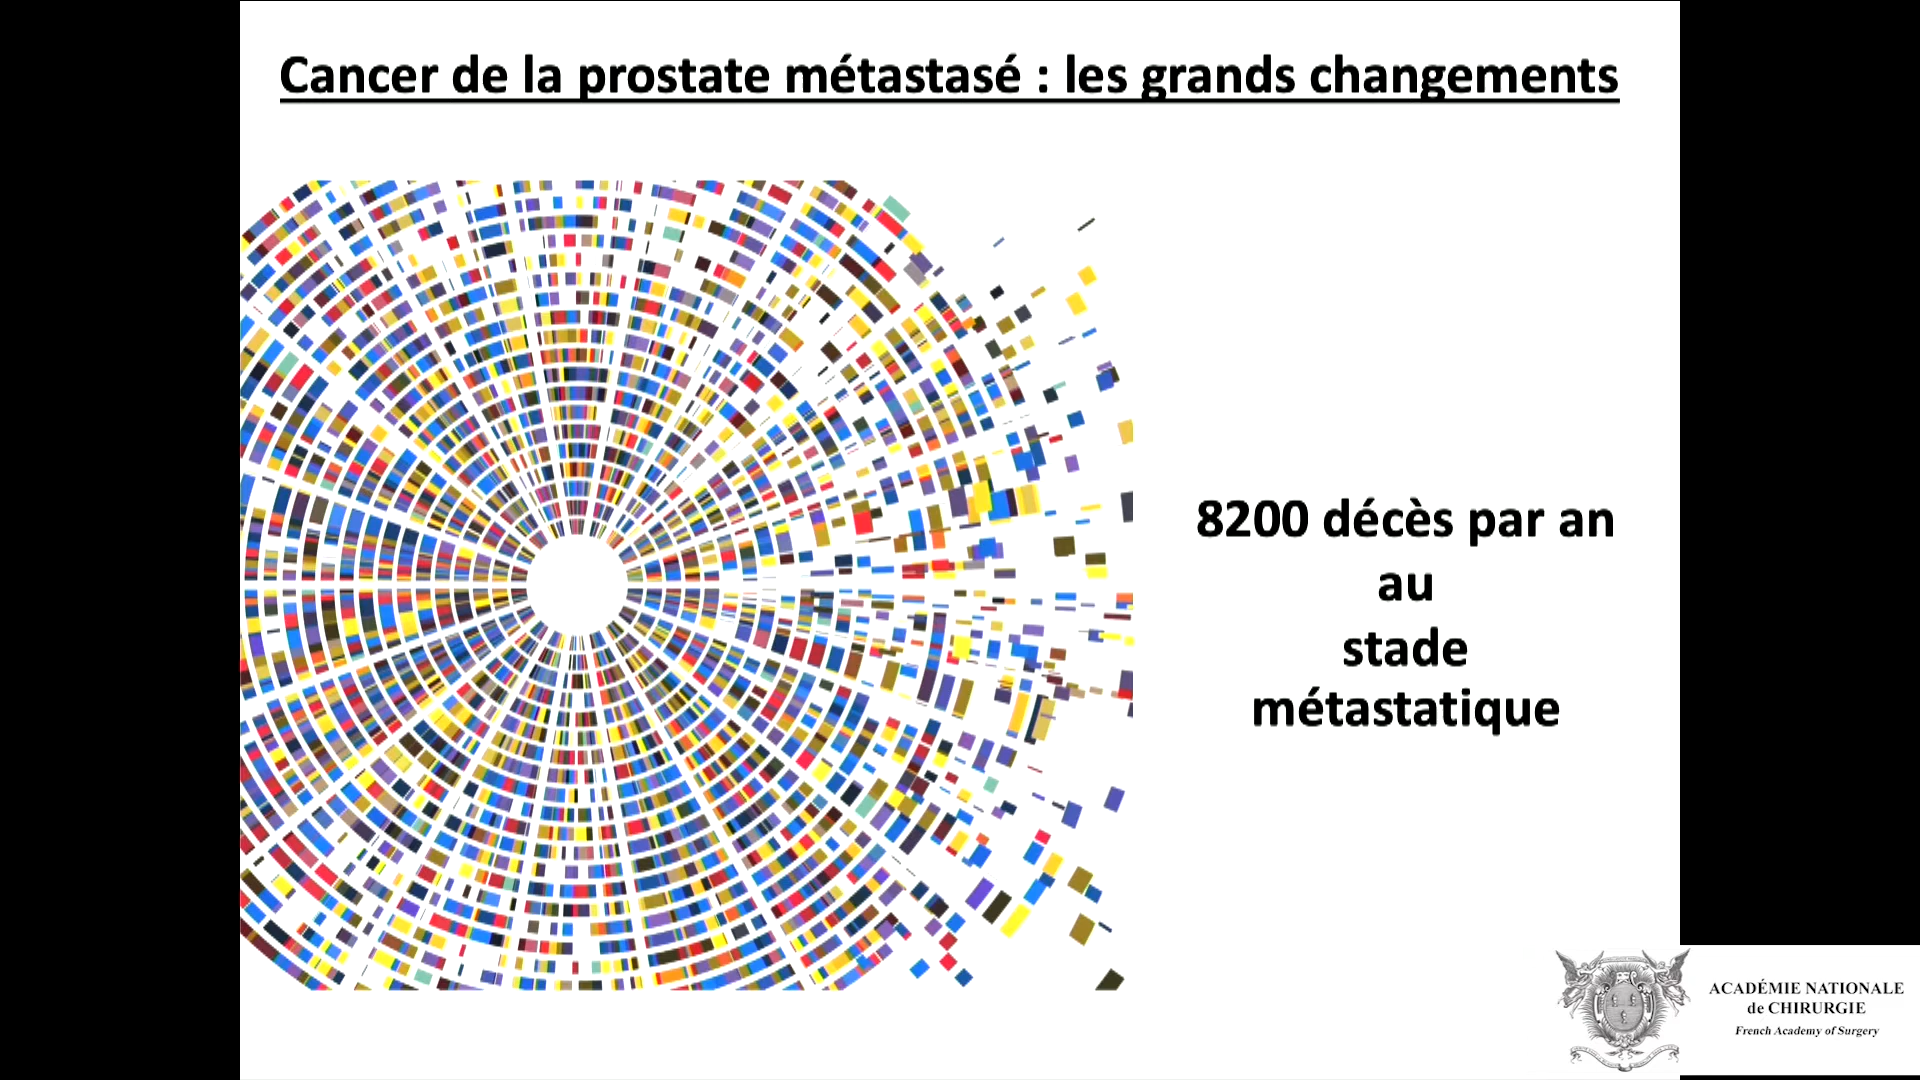 Cancer de la prostate métastasé : les grands changements
8200 décès par an
au
stade
métastatique
ACADÉMIE NATIONALE
de CHIRURGIE
French Academy of Surgery